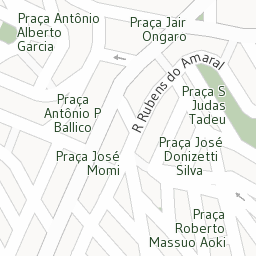 Praça Antônio
Alberto
Garcia
Praça Jair
Ongaro
R Rubens do Amaral
Praça S
Judas
Tadeu
Praça
Antônio P
Ballico
Praça José
Momi
Praça José
Donizetti
Silva
Praça
Roberto
Massuo Aoki